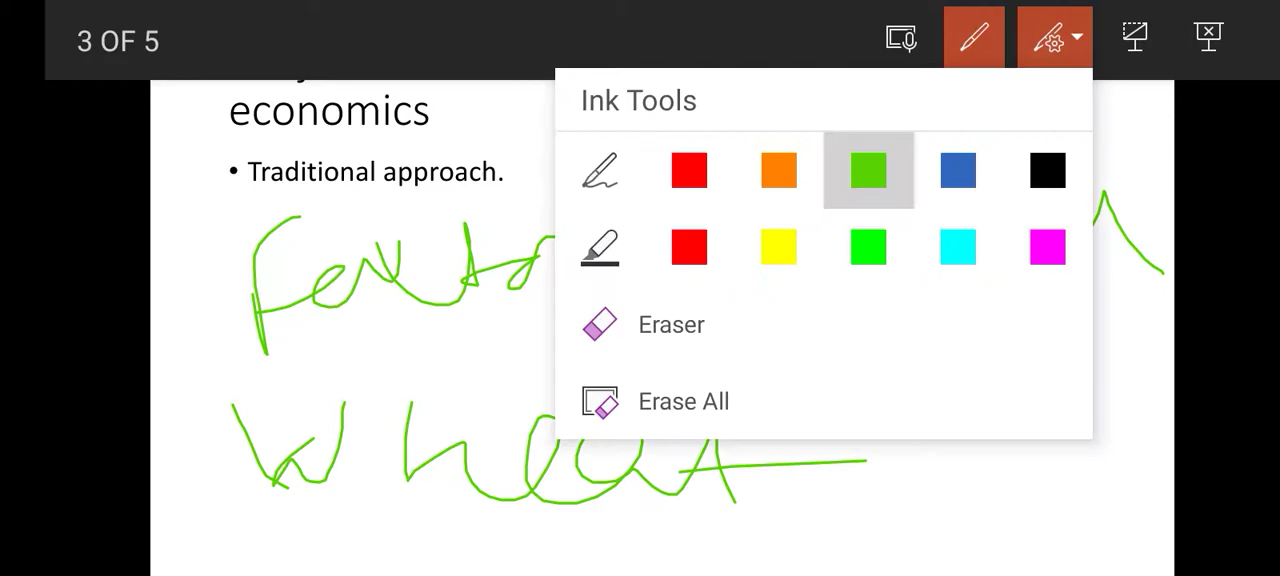 3 OF 5
Ink Tools
economics
• Traditional approach.
Eraser
Erase All
Wheat